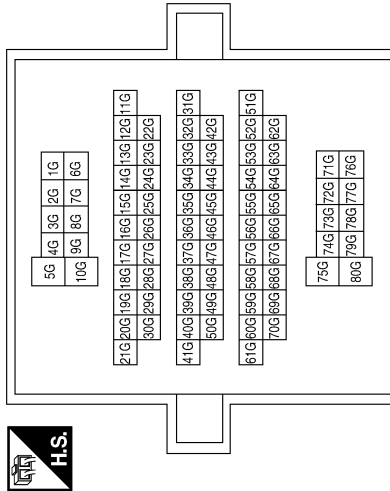 H.S.
5G 4G 3G 2G 1G
10G 9G 8G 7G 6G
21G 20G 19G 18G 17G 16G 15G 14G 13G 12G 11G
30G 29G 28G 27G 26G 25G 24G 23G 22G
41G 40G 39G 38G 37G 36G 35G 34G 33G 32G 31G
50G 49G 48G 47G 46G 45G 44G 43G 42G
61G 60G 59G 58G 57G 56G 55G 54G 53G 52G 51G
70G 69G 68G 67G 66G 65G 64G 63G 62G
75G 74G 73G 72G 71G
80G 79G 78G 77G 76G